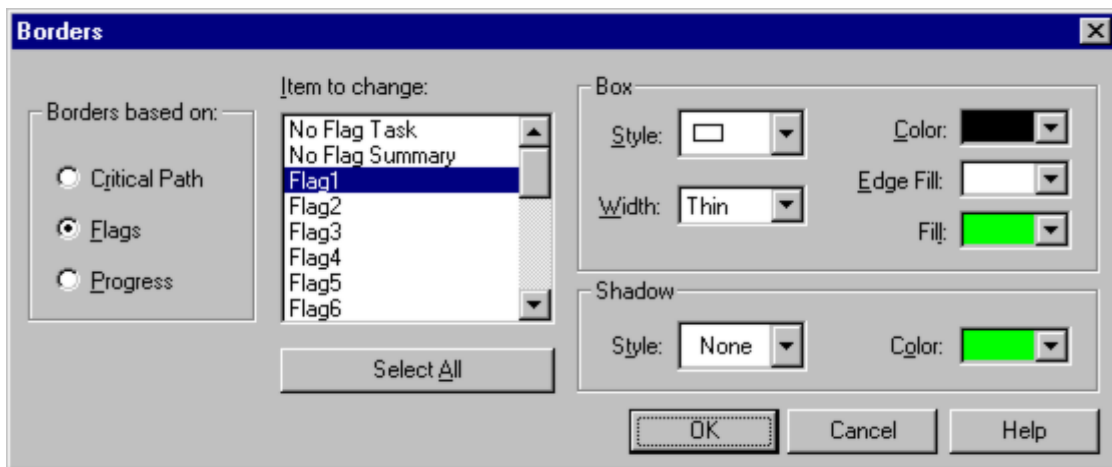 Borders
Borders based on:
Critical Path
Flags
Progress
Item to change:
No Flag Task
No Flag Summary
Flag1
Flag2
Flag3
Flag4
Flag5
Flag6
Select All
Box
Style:
Color:
Edge Fill:
Width: Thin
Fill:
Shadow
Style: None
Color:
OK
Cancel
Help